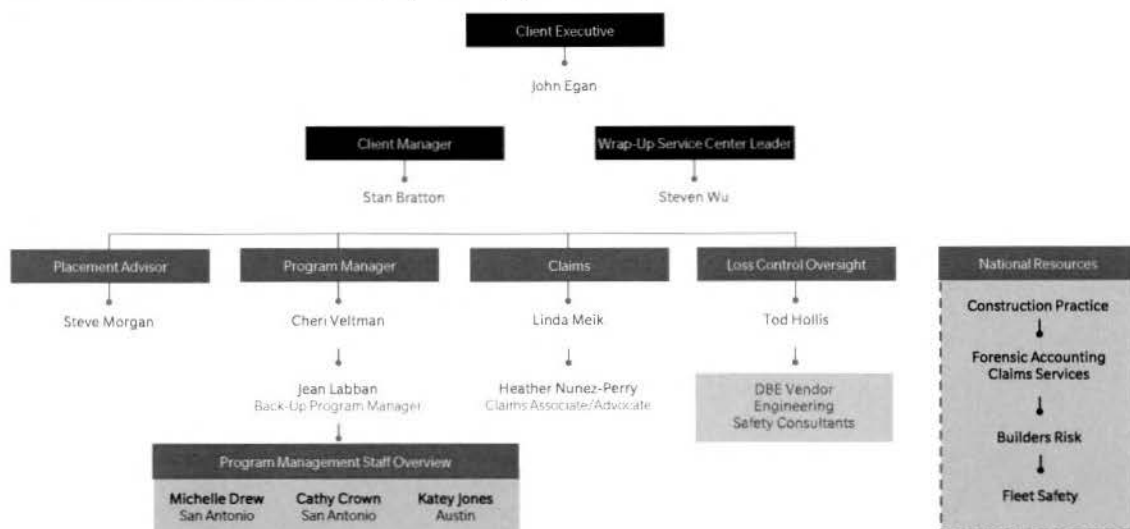 Client Executive
John Egan
Client Manager
Wrap-Up Service Center Leader
Stan Bratton
Steven Wu
Placement Advisor
Program Manager
Claims
Loss Control Oversight
National Resources
Steve Morgan
Cheri Veltman
Linda Meik
Tod Hollis
Construction Practice
Jean Labban
Back-Up Program Manager
Heather Nunez-Perry
Claims Associate/Advocate
DBE Vendor
Engineering
Safety Consultants
Forensic Accounting
Claims Services
Builders Risk
Fleet Safety
Program Management Staff Overview
Michelle Drew
San Antonio
Cathy Crown
San Antonio
Katey Jones
Austin